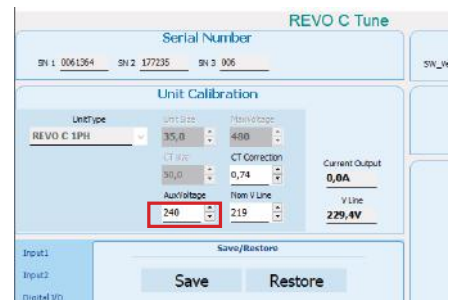 REVO C Tune
Serial Number
SN 1 0061364 SN 2 177235 SN 3 006
SW_Ve
Unit Calibration
UnitType Unit Size MaxVoltage
REVO C 1PH 35,0 480
CT size CT Correction Current Output
50,0 0,74 0,0A
AuxVoltage Nom V Line V Line
240 219 229,4V
Input1 Save/Restore
Input2
Save Restore
Digital I/O